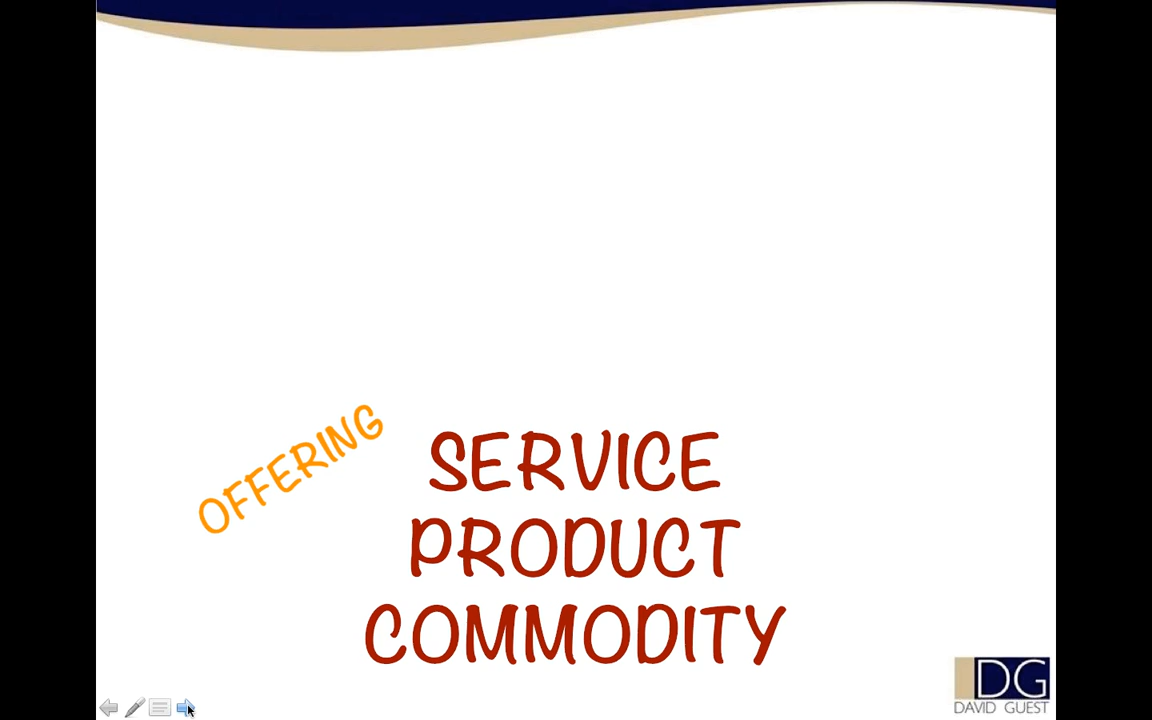 OFFERING
SERVICE
PRODUCT
COMMODITY
DG
DAVID GUEST